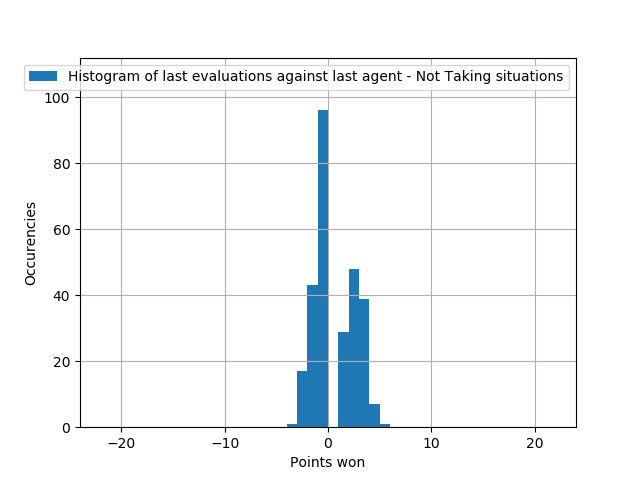 Histogram of last evaluations against last agent - Not Taking situations
100
80
60
40
20
0
Occurencies
−20 −10 0 10 20
Points won